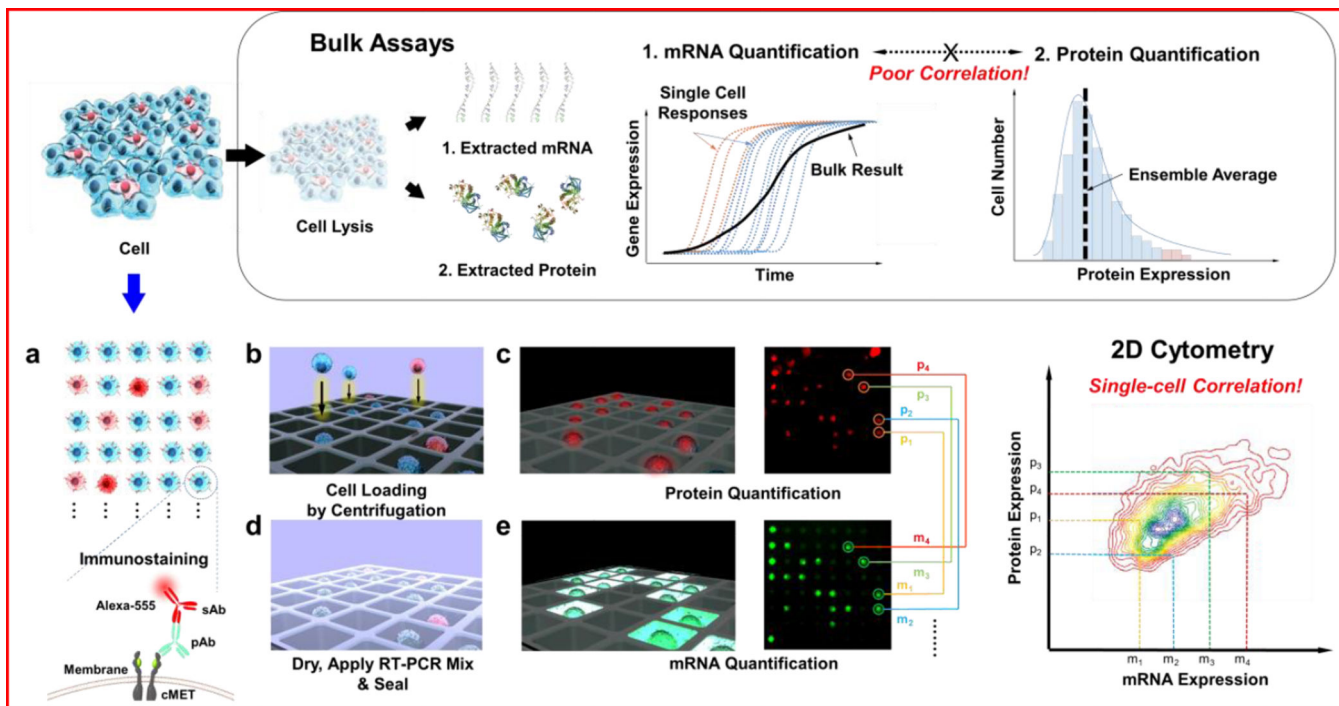 Bulk Assays
1. mRNA Quantification
2. Protein Quantification
Poor Correlation!
Cell
Cell Lysis
1. Extracted mRNA
2. Extracted Protein
Single Cell
Responses
Bulk Result
Gene Expression
Time
Ensemble Average
Cell Number
Protein Expression
a
Immunostaining
Alexa-555
sAb
pAb
Membrane
cMET
b
Cell Loading
by Centrifugation
c
p4
p3
p2
p1
Protein Quantification
d
Dry, Apply RT-PCR Mix
& Seal
e
m4
m3
m1
m2
mRNA Quantification
2D Cytometry
Single-cell Correlation!
Protein Expression
p3
p4
p1
p2
m1 m2 m3 m4
mRNA Expression